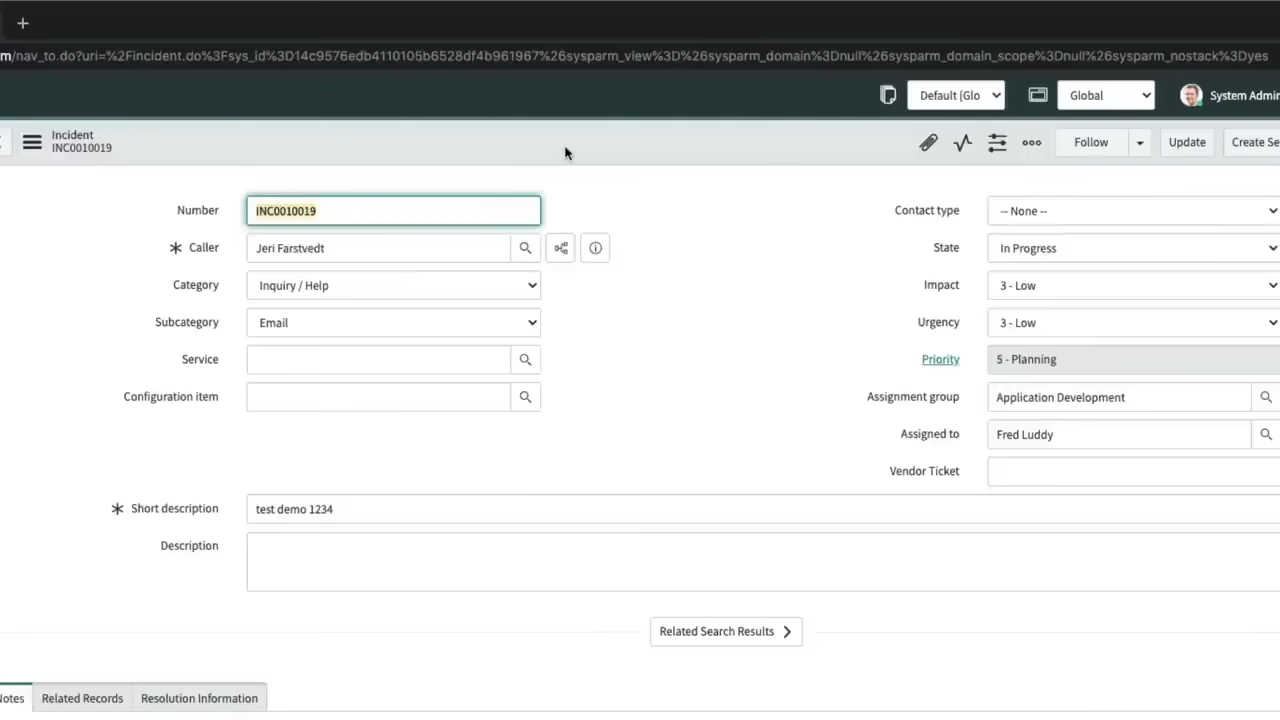 +
m/nav_to.do?uri=%2Fincident.do%3Fsys_id%3D14c9576edb4110105b6528df4b961967%26sysparm_view%3D%26sysparm_domain%3Dnull%26sysparm_domain_scope%3Dnull%26sysparm_nostack%3Dyes
Default [Glo
Global
System Admin
Incident
INC0010019
Follow
Update
Create Se
Number
INC0010019
Contact type
-- None --
* Caller
Jeri Farstvedt
State
In Progress
Category
Inquiry / Help
Impact
3 - Low
Subcategory
Email
Urgency
3 - Low
Service
Priority
5 - Planning
Configuration item
Assignment group
Application Development
Assigned to
Fred Luddy
Vendor Ticket
* Short description
test demo 1234
Description
Related Search Results
Notes
Related Records
Resolution Information